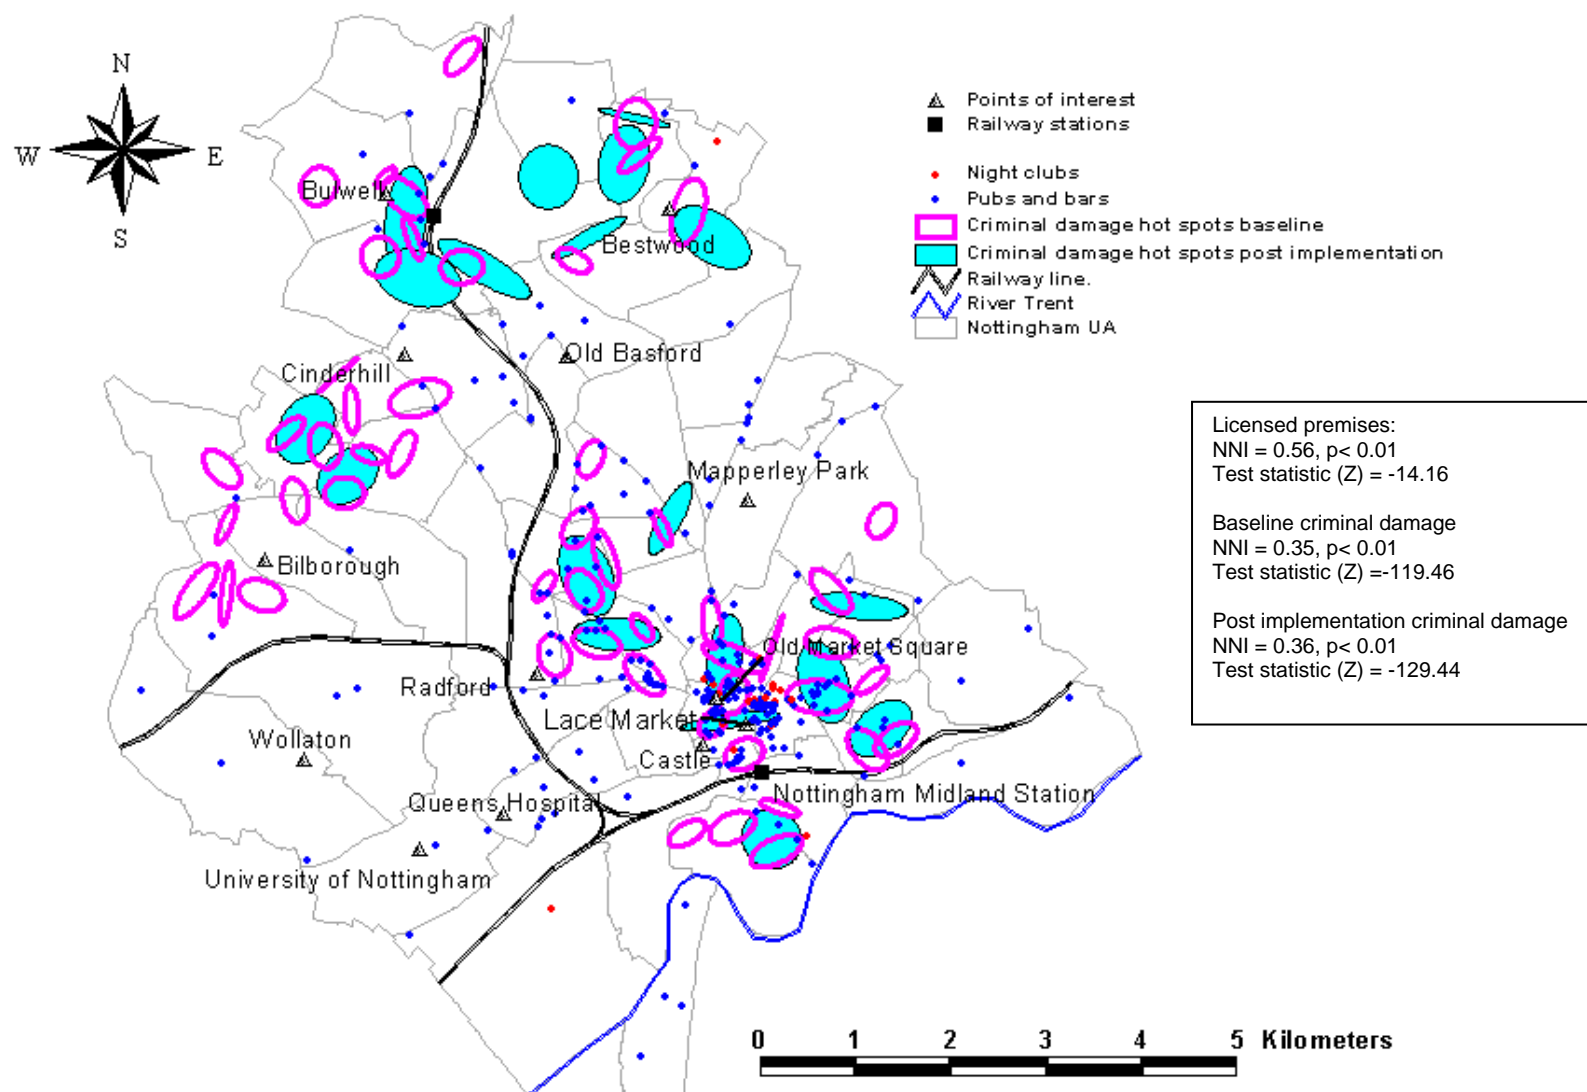 N
W
E
S
Points of interest
Railway stations
Night clubs
Pubs and bars
Criminal damage hot spots baseline
Criminal damage hot spots post implementation
Railway line.
River Trent
Nottingham UA
Bulwell
Bestwood
Old Basford
Cinderhill
Mapperley Park
Bilborough
Old Market Square
Radford
Lace Market
Wollaton
Castle
Queens Hospital
Nottingham Midland Station
University of Nottingham
Licensed premises:
NNI = 0.56, p< 0.01
Test statistic (Z) = -14.16
Baseline criminal damage
NNI = 0.35, p< 0.01
Test statistic (Z) =-119.46
Post implementation criminal damage
NNI = 0.36, p< 0.01
Test statistic (Z) = -129.44
0 1 2 3 4 5 Kilometers